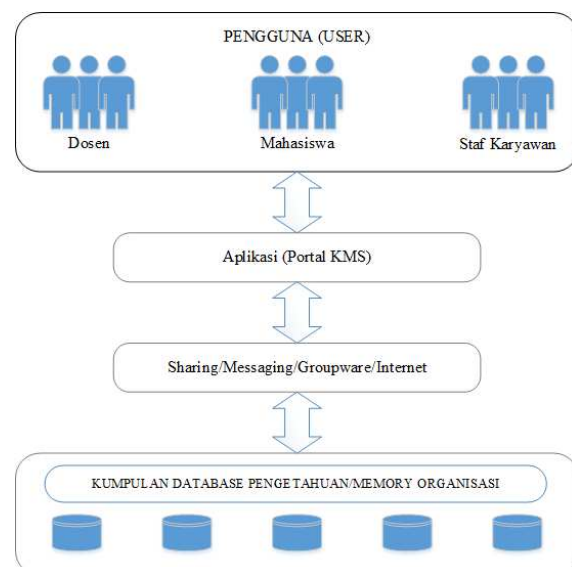 PENGGUNA (USER)
Dosen
Mahasiswa
Staf Karyawan
Aplikasi (Portal KMS)
Sharing/Messaging/Groupware/Internet
KUMPULAN DATABASE PENGETAHUAN/MEMORY ORGANISASI